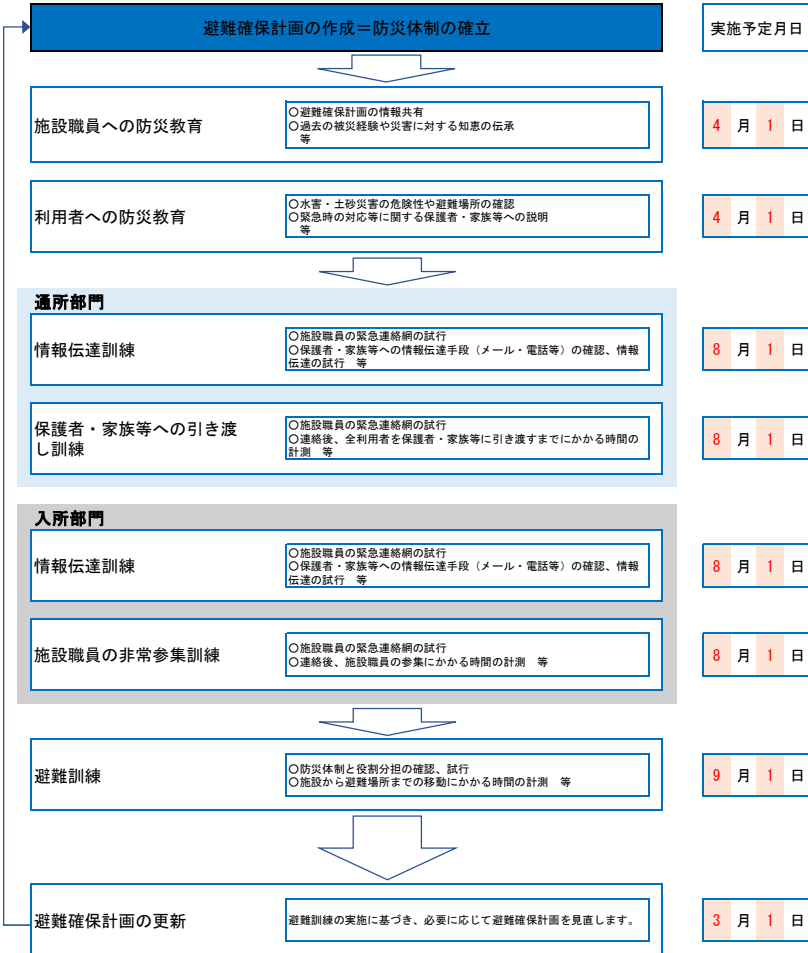 避難確保計画の作成＝防災体制の確立
実施予定月日
施設職員への防災教育
〇避難確保計画の情報共有
〇過去の被災経験や災害に対する知恵の伝承
等
4 月 1 日
利用者への防災教育
〇水害・土砂災害の危険性や避難場所の確認
〇緊急時の対応等に関する保護者・家族等への説明
等
4 月 1 日
通所部門
情報伝達訓練
〇施設職員の緊急連絡網の試行
〇保護者・家族等への情報伝達手段（メール・電話等）の確認、情報
伝達の試行　等
8 月 1 日
保護者・家族等への引き渡
し訓練
〇施設職員の緊急連絡網の試行
〇連絡後、全利用者を保護者・家族等に引き渡すまでにかかる時間の
計測　等
8 月 1 日
入所部門
情報伝達訓練
〇施設職員の緊急連絡網の試行
〇保護者・家族等への情報伝達手段（メール・電話等）の確認、情報
伝達の試行　等
8 月 1 日
施設職員の非常参集訓練
〇施設職員の緊急連絡網の試行
〇連絡後、施設職員の参集にかかる時間の計測　等
8 月 1 日
避難訓練
〇防災体制と役割分担の確認、試行
〇施設から避難場所までの移動にかかる時間の計測　等
9 月 1 日
避難確保計画の更新
避難訓練の実施に基づき、必要に応じて避難確保計画を見直します。
3 月 1 日